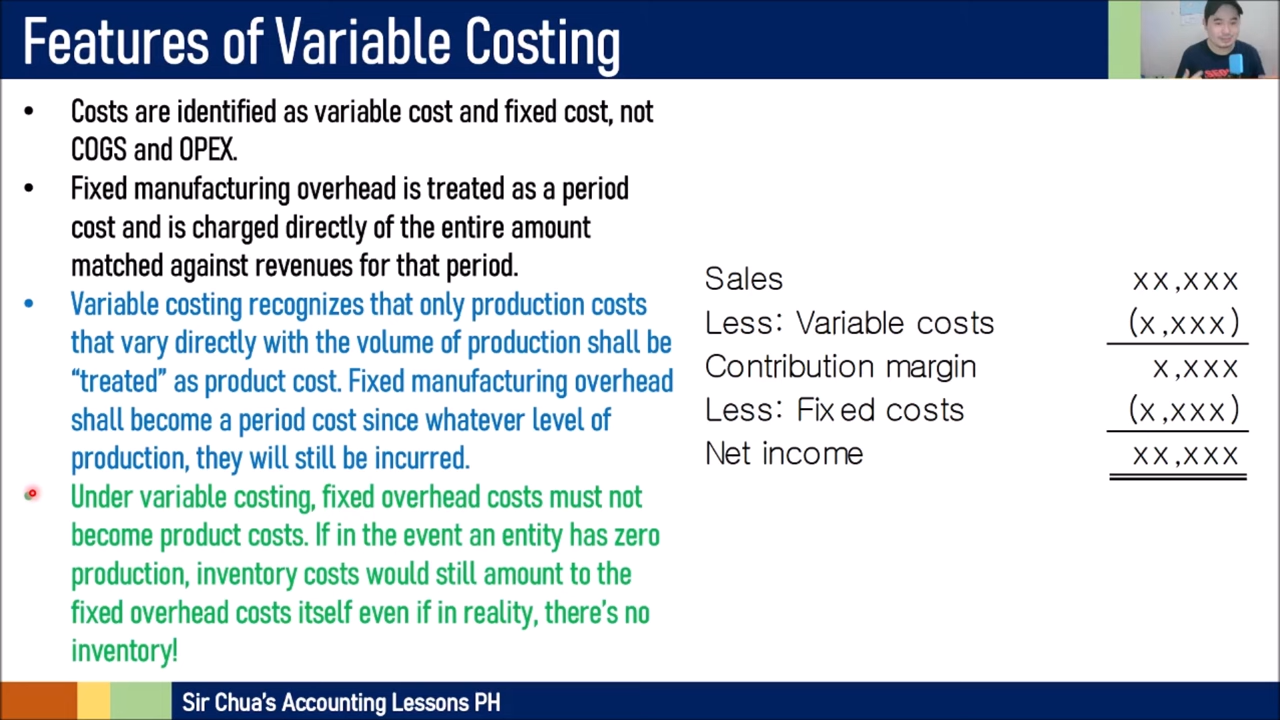 Features of Variable Costing
• Costs are identified as variable cost and fixed cost, not
COGS and OPEX.
• Fixed manufacturing overhead is treated as a period
cost and is charged directly of the entire amount
matched against revenues for that period.
• Variable costing recognizes that only production costs
that vary directly with the volume of production shall be
“treated” as product cost. Fixed manufacturing overhead
shall become a period cost since whatever level of
production, they will still be incurred.
• Under variable costing, fixed overhead costs must not
become product costs. If in the event an entity has zero
production, inventory costs would still amount to the
fixed overhead costs itself even if in reality, there’s no
inventory!
Sales xx,xxx
Less: Variable costs (x,xxx)
Contribution margin x,xxx
Less: Fixed costs (x,xxx)
Net income xx,xxx
Sir Chua’s Accounting Lessons PH